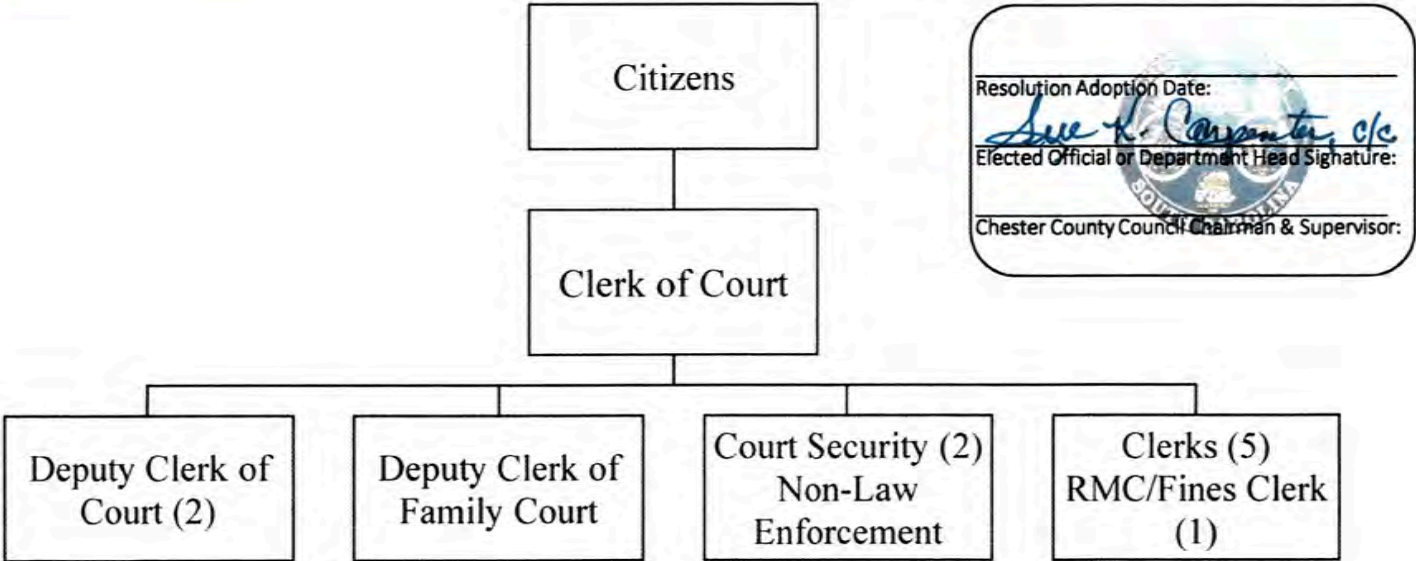 Citizens
Resolution Adoption Date:
Sue K. Carpenter, c/c
Elected Official or Department Head Signature:
SOUTH CAROLINA
Chester County Council Chairman & Supervisor:
Clerk of Court
Deputy Clerk of
Court (2)
Deputy Clerk of
Family Court
Court Security (2)
Non-Law
Enforcement
Clerks (5)
RMC/Fines Clerk
(1)